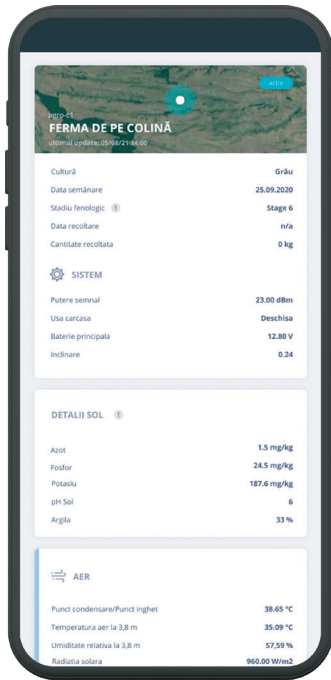 activ
agro-c1
FERMA DE PE COLINĂ
ultimul update; 05/08/21 14:00
Cultură Grâu
Data semănare 25.09.2020
Stadiu fenologic ! Stage 6
Data recoltare n/a
Cantitate recoltata 0 kg
SISTEM
Putere semnal 23.00 dBm
Usa carcasa Deschisa
Baterie principala 12.80 V
Inclinare 0.24
DETALII SOL !
Azot 1.5 mg/kg
Fosfor 24.5 mg/kg
Potasiu 187.6 mg/kg
pH Sol 6
Argila 33 %
AER
Punct condensare/Punct inghet 38.65 °C
Temperatura aer la 3,8 m 35.09 °C
Umiditate relativa la 3,8 m 57,59 %
Radiatia solara 960.00 W/m2